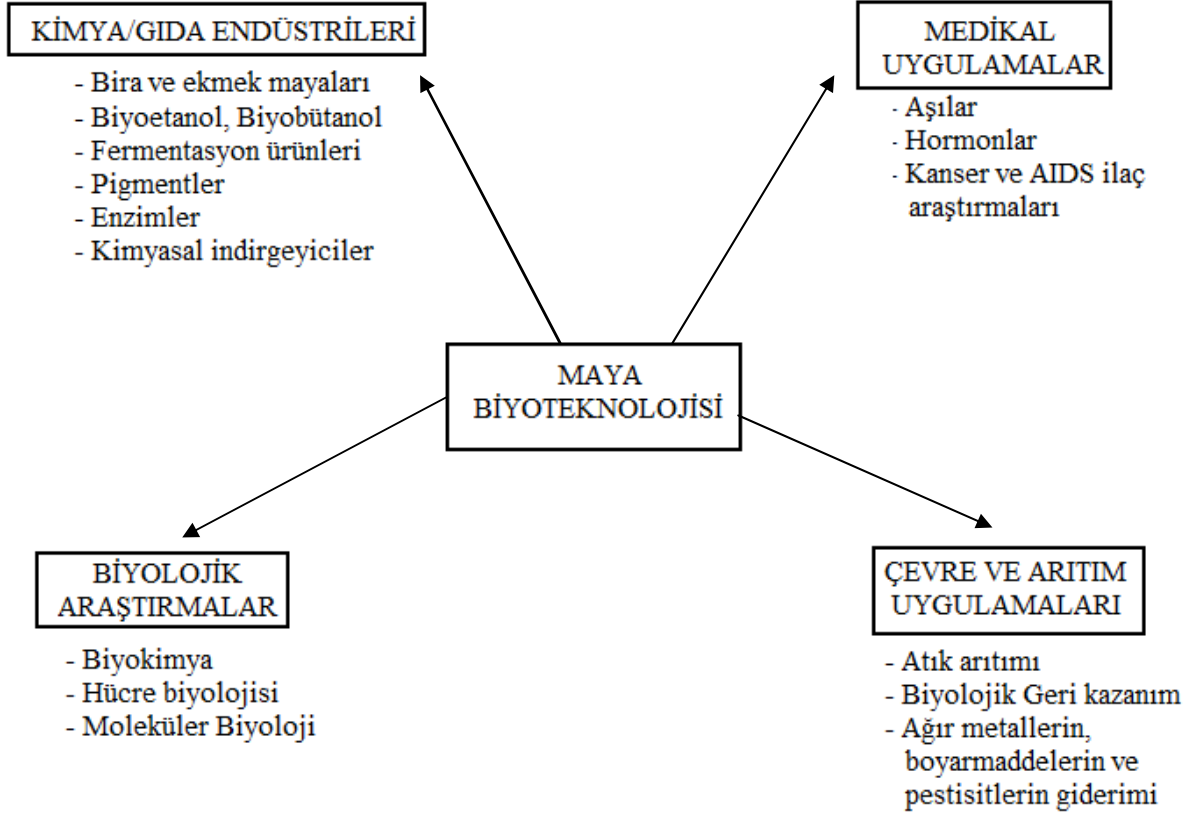 KİMYA/GIDA ENDÜSTRİLERİ
- Bira ve ekmek mayaları
- Biyoetanol, Biyobütanol
- Fermentasyon ürünleri
- Pigmentler
- Enzimler
- Kimyasal indirgeyiciler
MEDİKAL
UYGULAMALAR
- Aşılar
- Hormonlar
- Kanser ve AIDS ilaç
araştırmaları
MAYA
BİYOTEKNOLOJİSİ
BİYOLOJİK
ARAŞTIRMALAR
- Biyokimya
- Hücre biyolojisi
- Moleküler Biyoloji
ÇEVRE VE ARITIM
UYGULAMALARI
- Atık arıtımı
- Biyolojik Geri kazanım
- Ağır metallerin,
boyarmaddelerin ve
pestisitlerin giderimi